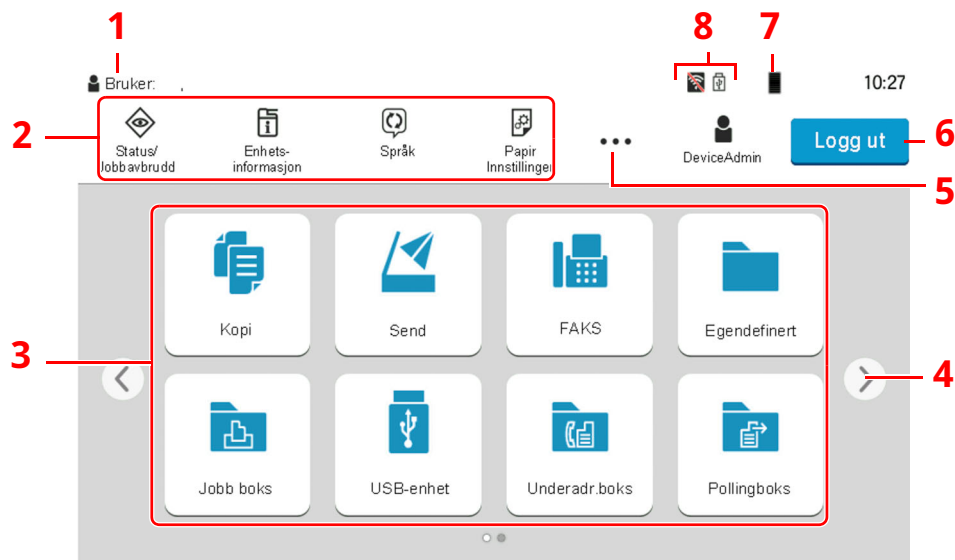 1
8
7
Bruker: ,
10:27
2
Status/
Jobbavbrudd
Enhets-
informasjon
Språk
Papir
Innstillinger
...
DeviceAdmin
Logg ut
6
5
3
Kopi
Send
FAKS
Egendefinert
4
Jobb boks
USB-enhet
Underadr.boks
Pollingboks